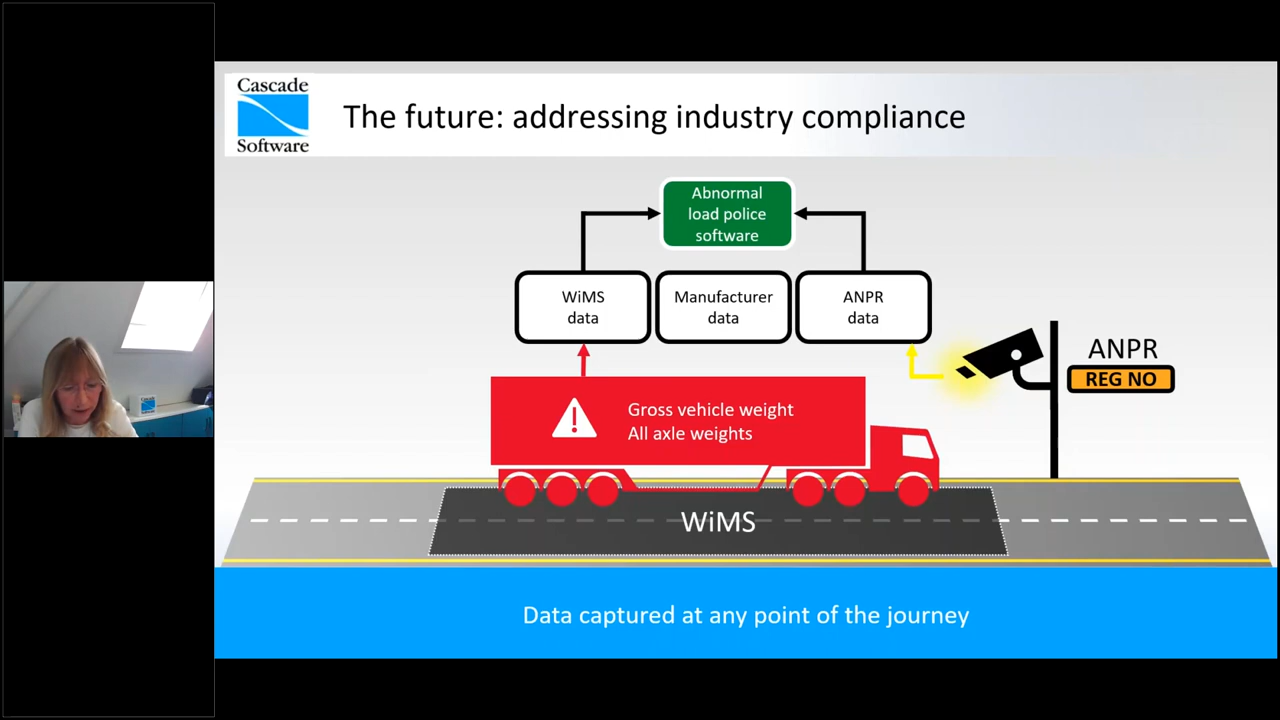 Cascade
Software
The future: addressing industry compliance
Abnormal
load police
software
WiMS
data
Manufacturer
data
ANPR
data
ANPR
REG NO
Gross vehicle weight
All axle weights
WiMS
Data captured at any point of the journey